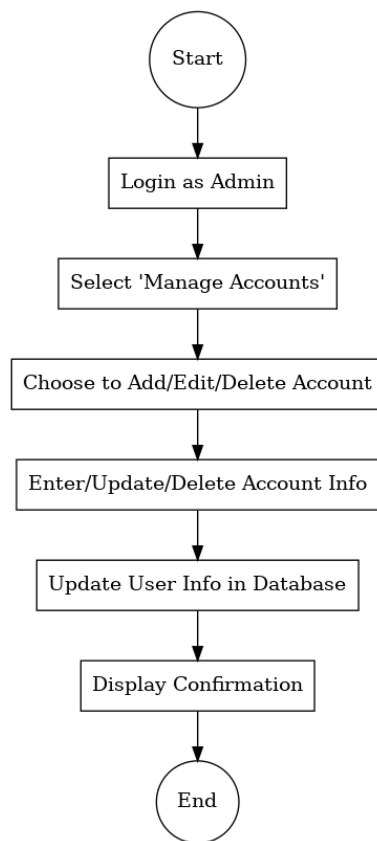 Start
Login as Admin
Select 'Manage Accounts'
Choose to Add/Edit/Delete Account
Enter/Update/Delete Account Info
Update User Info in Database
Display Confirmation
End